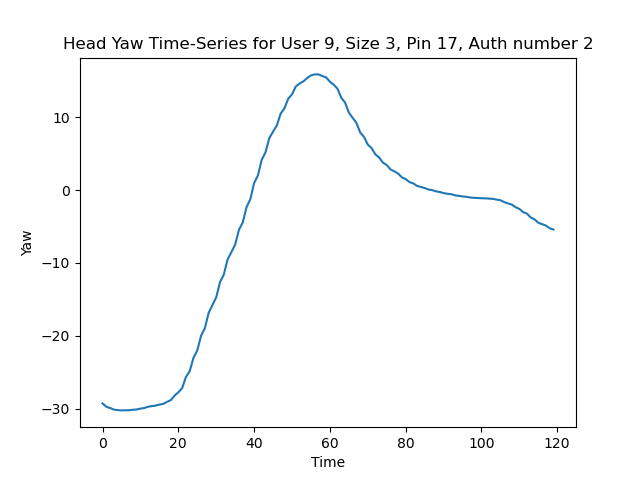 Head Yaw Time-Series for User 9, Size 3, Pin 17, Auth number 2
10
0
−10
−20
−30
Yaw
0 20 40 60 80 100 120
Time